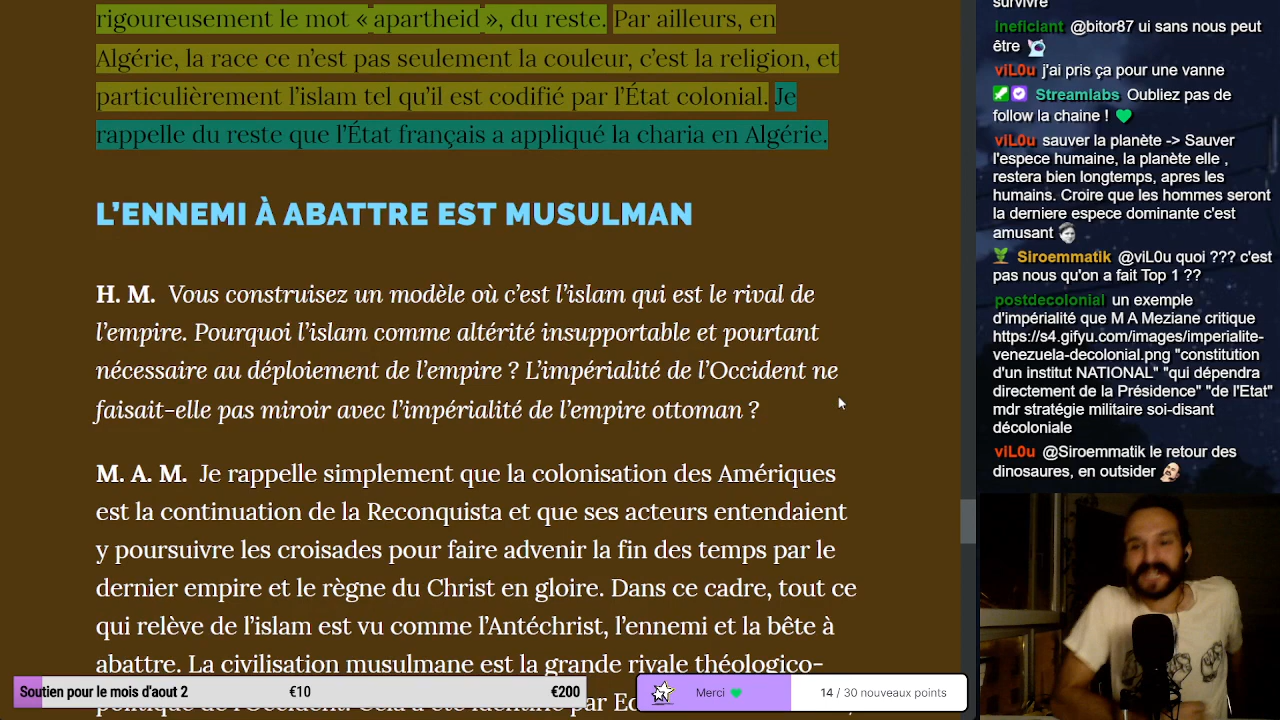 rigoureusement le mot « apartheid », du reste. Par ailleurs, en
Algérie, la race ce n’est pas seulement la couleur, c’est la religion, et
particulièrement l’islam tel qu’il est codifié par l’État colonial. Je
rappelle du reste que l’État français a appliqué la charia en Algérie.
L’ENNEMI À ABATTRE EST MUSULMAN
H. M. Vous construisez un modèle où c’est l’islam qui est le rival de
l’empire. Pourquoi l’islam comme altérité insupportable et pourtant
nécessaire au déploiement de l’empire ? L’impérialité de l’Occident ne
faisait-elle pas miroir avec l’impérialité de l’empire ottoman ?
M. A. M. Je rappelle simplement que la colonisation des Amériques
est la continuation de la Reconquista et que ses acteurs entendaient
y poursuivre les croisades pour faire advenir la fin des temps par le
dernier empire et le règne du Christ en gloire. Dans ce cadre, tout ce
qui relève de l’islam est vu comme l’Antéchrist, l’ennemi et la bête à
abattre. La civilisation musulmane est la grande rivale théologico-
Soutien pour le mois d'aout 2 €10 €200
Merci 14 / 30 nouveaux points
survivre
Ineficiant @bitor87 ui sans nous peut
être
viL0u j'ai pris ça pour une vanne
Streamlabs Oubliez pas de
follow la chaine !
viL0u sauver la planète -> Sauver
l'espece humaine, la planète elle ,
restera bien longtemps, apres les
humains. Croire que les hommes seront
la derniere espece dominante c'est
amusant
Siroemmatik @viL0u quoi ??? c'est
pas nous qu'on a fait Top 1 ??
postdecolonial un exemple
d'impérialité que M A Meziane critique
https://s4.gifyu.com/images/imperialite-
venezuela-decolonial.png "constitution
d'un institut NATIONAL" "qui dépendra
directement de la Présidence" "de l'Etat"
mdr stratégie militaire soi-disant
décoloniale
viL0u @Siroemmatik le retour des
dinosaures, en outsider